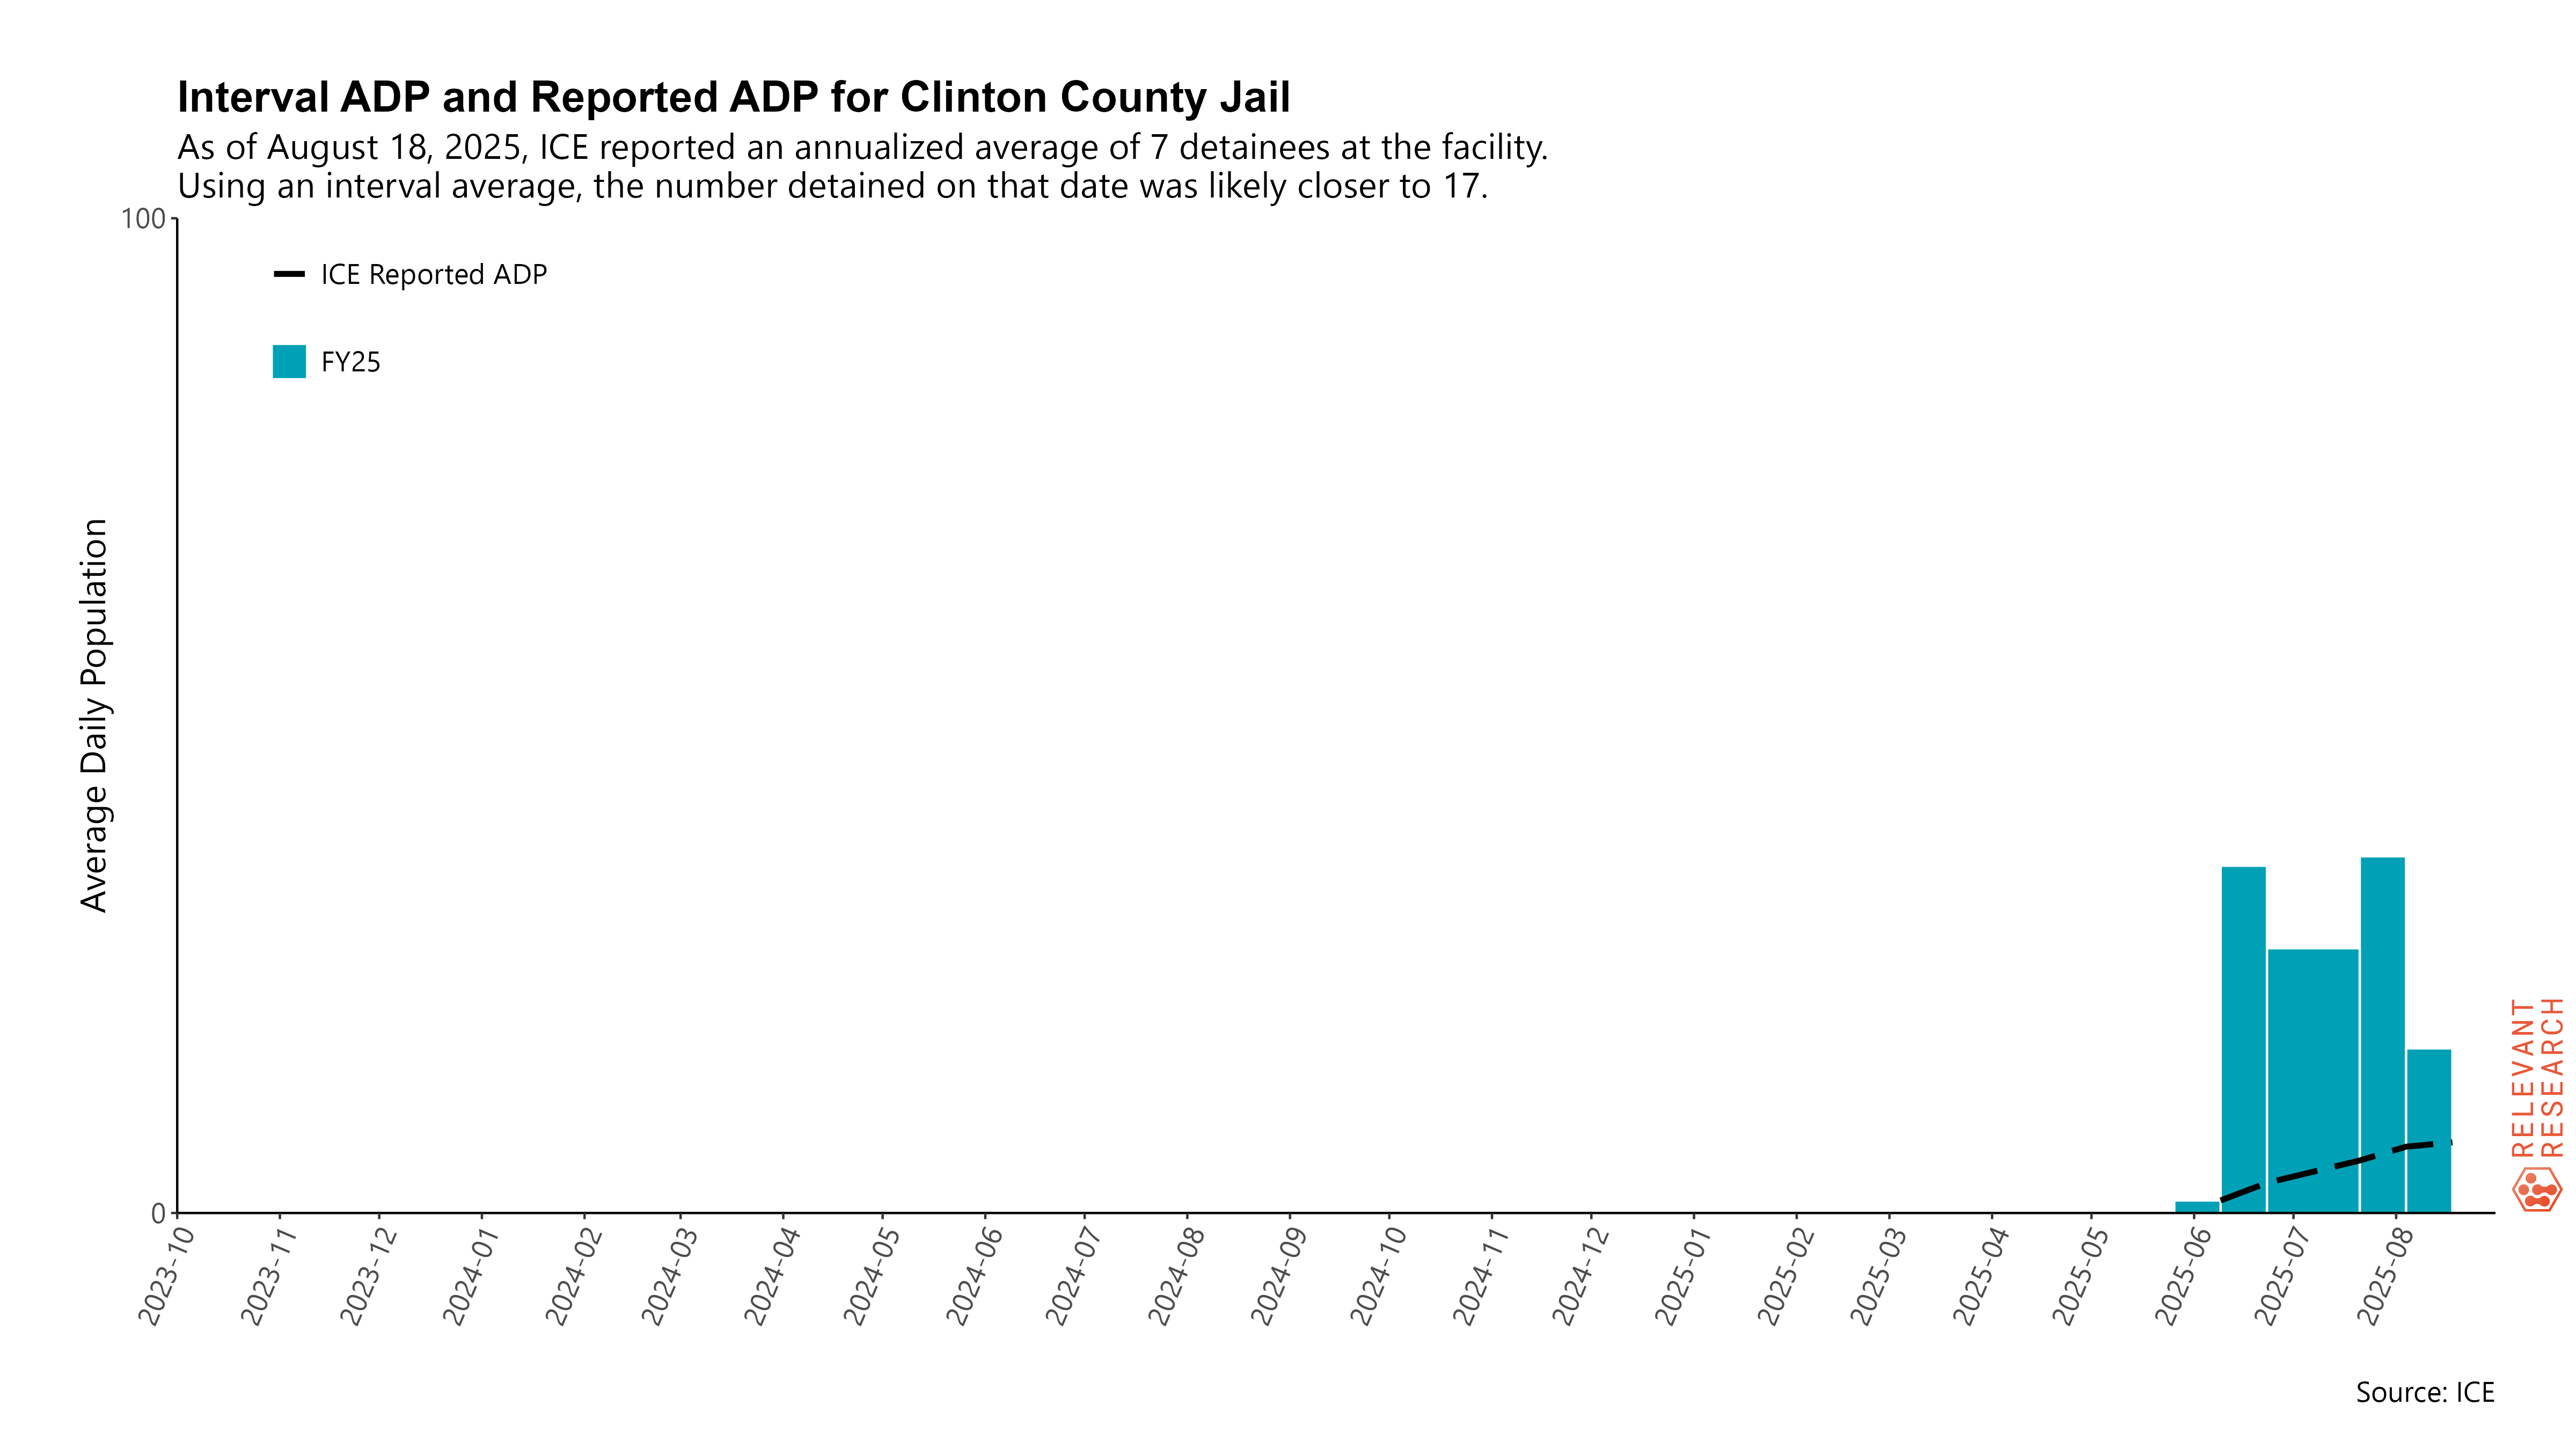 Interval ADP and Reported ADP for Clinton County Jail
As of August 18, 2025, ICE reported an annualized average of 7 detainees at the facility.
Using an interval average, the number detained on that date was likely closer to 17.
100
ICE Reported ADP
FY25
Average Daily Population
0
2023-10
2023-11
2023-12
2024-01
2024-02
2024-03
2024-04
2024-05
2024-06
2024-07
2024-08
2024-09
2024-10
2024-11
2024-12
2025-01
2025-02
2025-03
2025-04
2025-05
2025-06
2025-07
2025-08
RELEVANT
RESEARCH
Source: ICE